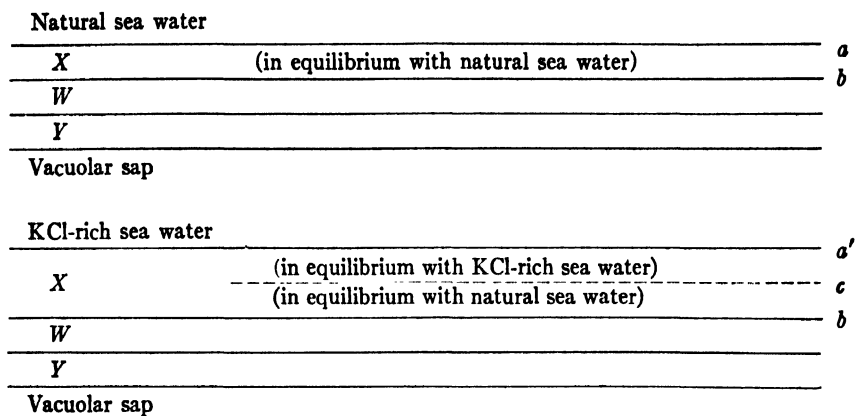 Natural sea water
a
X (in equilibrium with natural sea water)
b
W
Y
Vacuolar sap
KCl-rich sea water
a′
(in equilibrium with KCl-rich sea water)
X c
(in equilibrium with natural sea water)
b
W
Y
Vacuolar sap